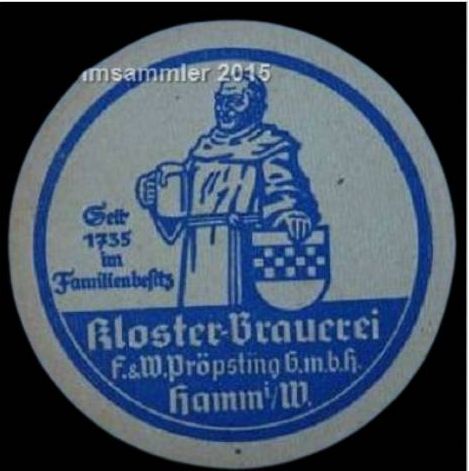 msammler 2015
Seit
1735
im
Familienbesitz
Kloster-Brauerei
F. & W. Pröpsting G.m.b.H.
Hamm i/W.